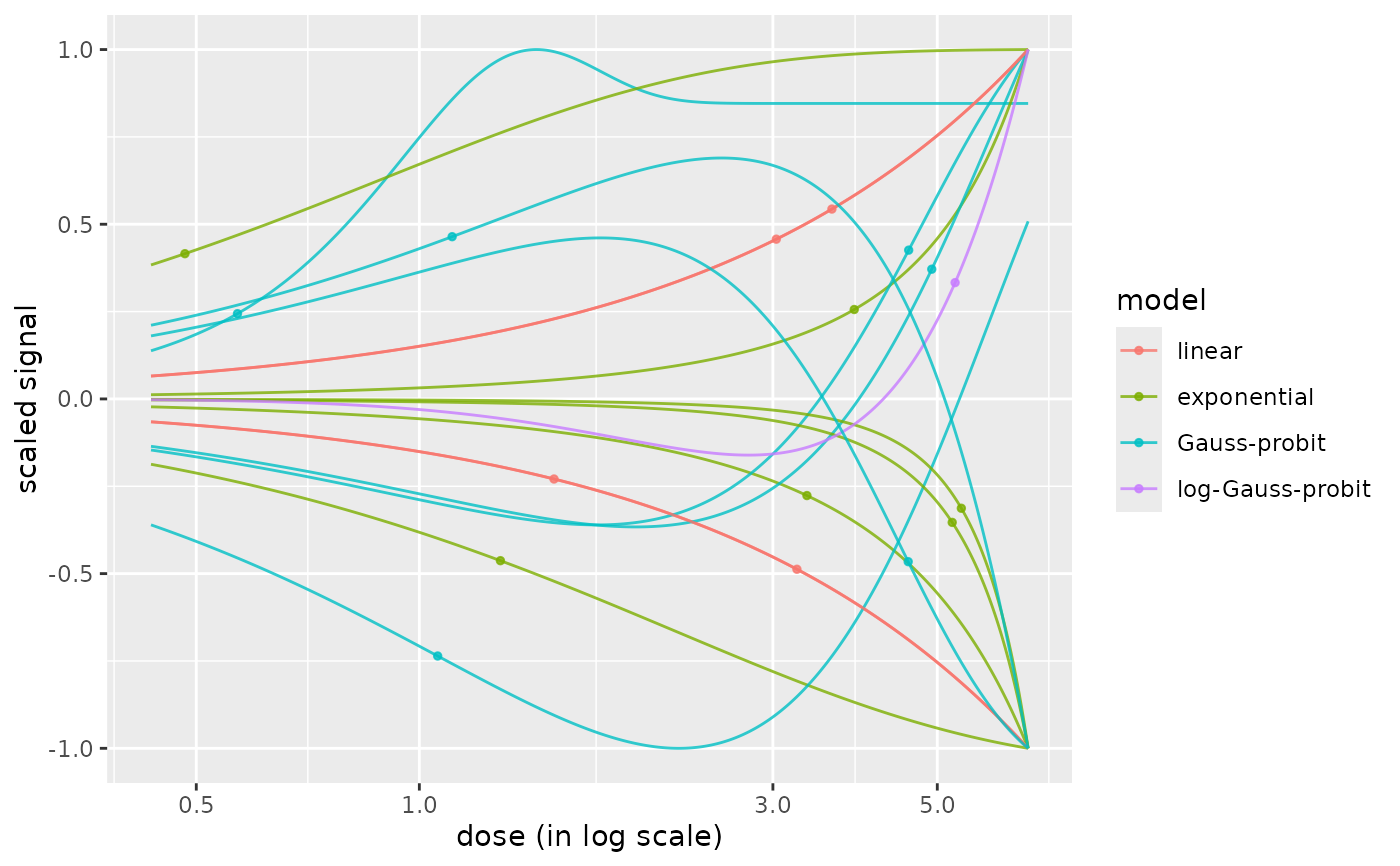 1.0
0.5
0.0
-0.5
-1.0
scaled signal
0.5
1.0
3.0
5.0
dose (in log scale)
model
linear
exponential
Gauss-probit
log-Gauss-probit